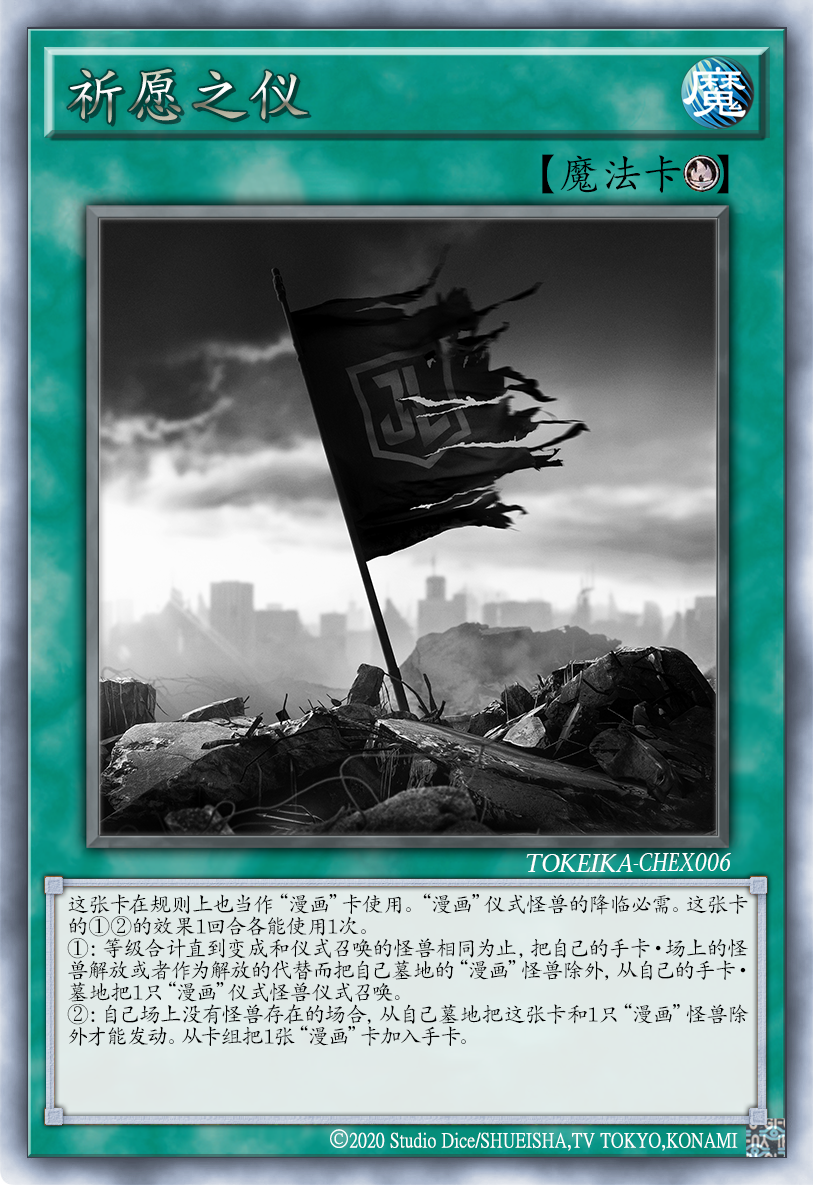 祈愿之仪
魔
【魔法卡】
JL
TOKEIKA-CHEX006
这张卡在规则上也当作“漫画”卡使用。“漫画”仪式怪兽的降临必需。这张卡
的①②的效果1回合各能使用1次。
①:等级合计直到变成和仪式召唤的怪兽相同为止,把自己的手卡·场上的怪
兽解放或者作为解放的代替而把自己墓地的“漫画”怪兽除外,从自己的手卡·
墓地把1只“漫画”仪式怪兽仪式召唤。
②:自己场上没有怪兽存在的场合,从自己墓地把这张卡和1只“漫画”怪兽除
外才能发动。从卡组把1张“漫画”卡加入手卡。
©2020 Studio Dice/SHUEISHA,TV TOKYO,KONAMI